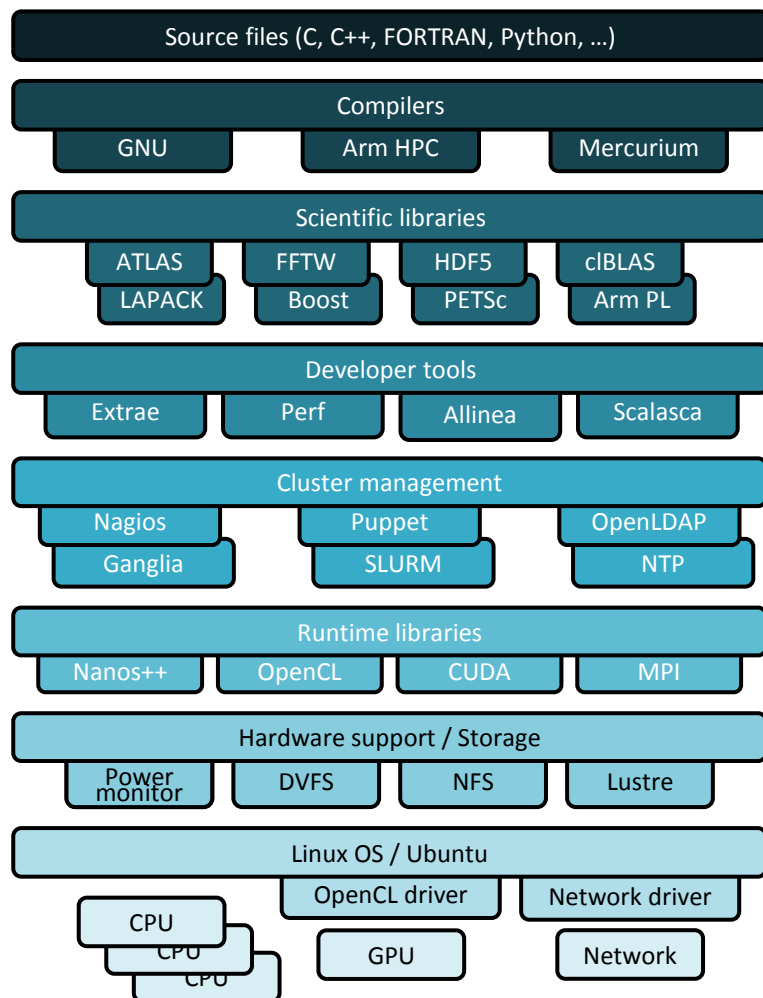 Source files (C, C++, FORTRAN, Python, …)
Compilers
GNU
Arm HPC
Mercurium
Scientific libraries
ATLAS
FFTW
HDF5
clBLAS
LAPACK
Boost
PETSc
Arm PL
Developer tools
Extrae
Perf
Allinea
Scalasca
Cluster management
Nagios
Puppet
OpenLDAP
Ganglia
SLURM
NTP
Runtime libraries
Nanos++
OpenCL
CUDA
MPI
Hardware support / Storage
Power
monitor
DVFS
NFS
Lustre
Linux OS / Ubuntu
OpenCL driver
Network driver
CPU
CPU
CPU
GPU
Network